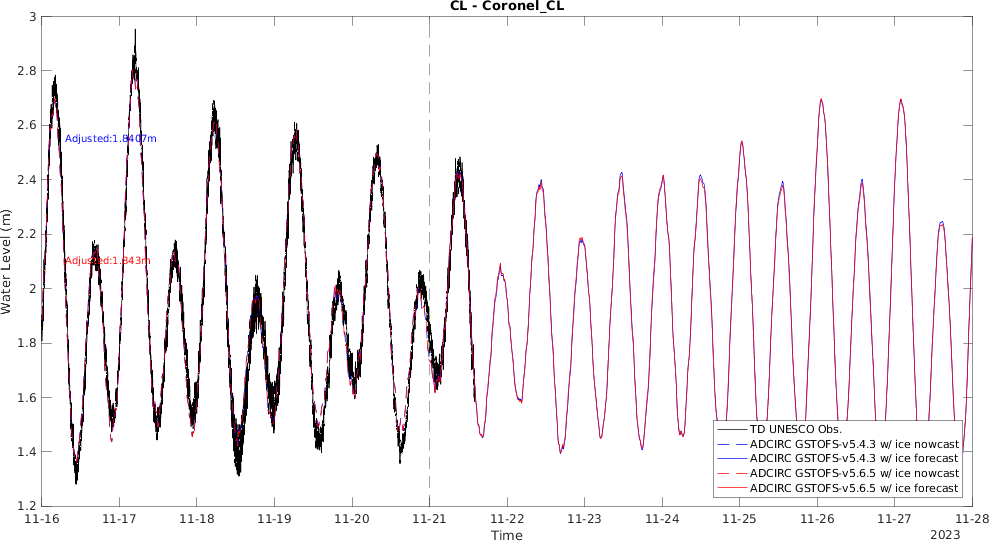 CL - Coronel_CL
3
2.8
2.6
2.4
2.2
2
1.8
1.6
1.4
1.2
Water Level (m)
Adjusted:1.8407m
Adjusted:1.843m
TD UNESCO Obs.
ADCIRC GSTOFS-v5.4.3 w/ ice nowcast
ADCIRC GSTOFS-v5.4.3 w/ ice forecast
ADCIRC GSTOFS-v5.6.5 w/ ice nowcast
ADCIRC GSTOFS-v5.6.5 w/ ice forecast
11-16 11-17 11-18 11-19 11-20 11-21 11-22 11-23 11-24 11-25 11-26 11-27 11-28
Time
2023